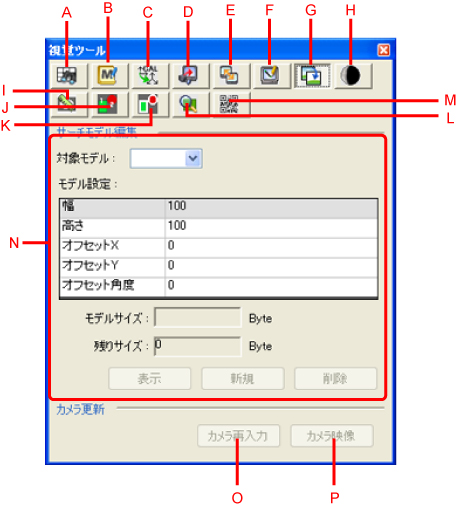 A
B
C
D
E
F
G
H
視覚ツール
M
CAL
I
J
K
M
L
サーチモデル編集
対象モデル：
モデル設定：
幅 100
高さ 100
N
オフセットX 0
オフセットY 0
オフセット角度 0
モデルサイズ： Byte
残りサイズ： 0 Byte
表示 新規 削除
カメラ更新
カメラ再入力 カメラ映像
O
P